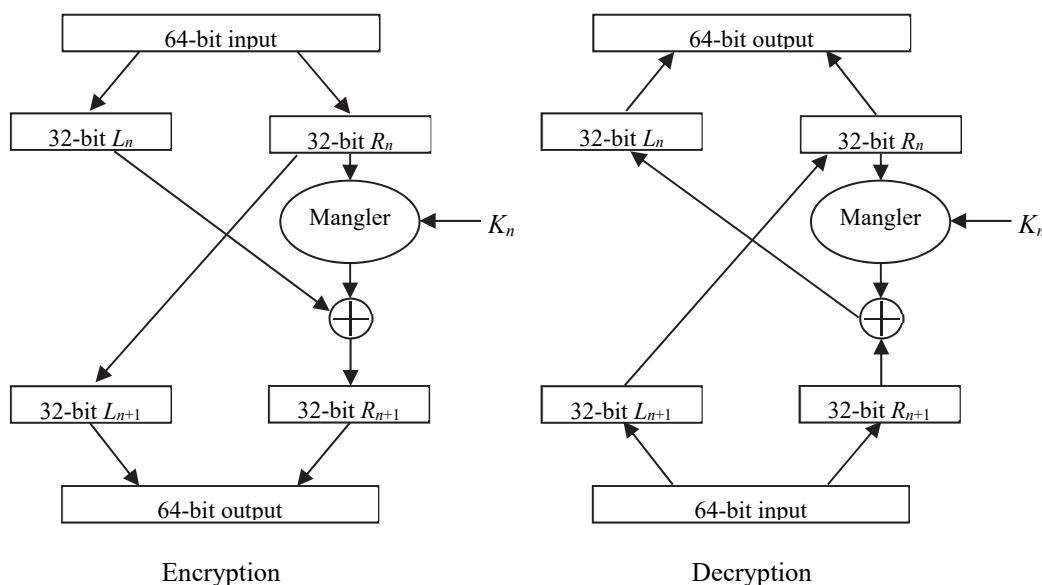 64-bit input
32-bit Lₙ
32-bit Rₙ
Mangler
Kₙ
32-bit Lₙ₊₁
32-bit Rₙ₊₁
64-bit output
Encryption
64-bit output
32-bit Lₙ
32-bit Rₙ
Mangler
Kₙ
32-bit Lₙ₊₁
32-bit Rₙ₊₁
64-bit input
Decryption